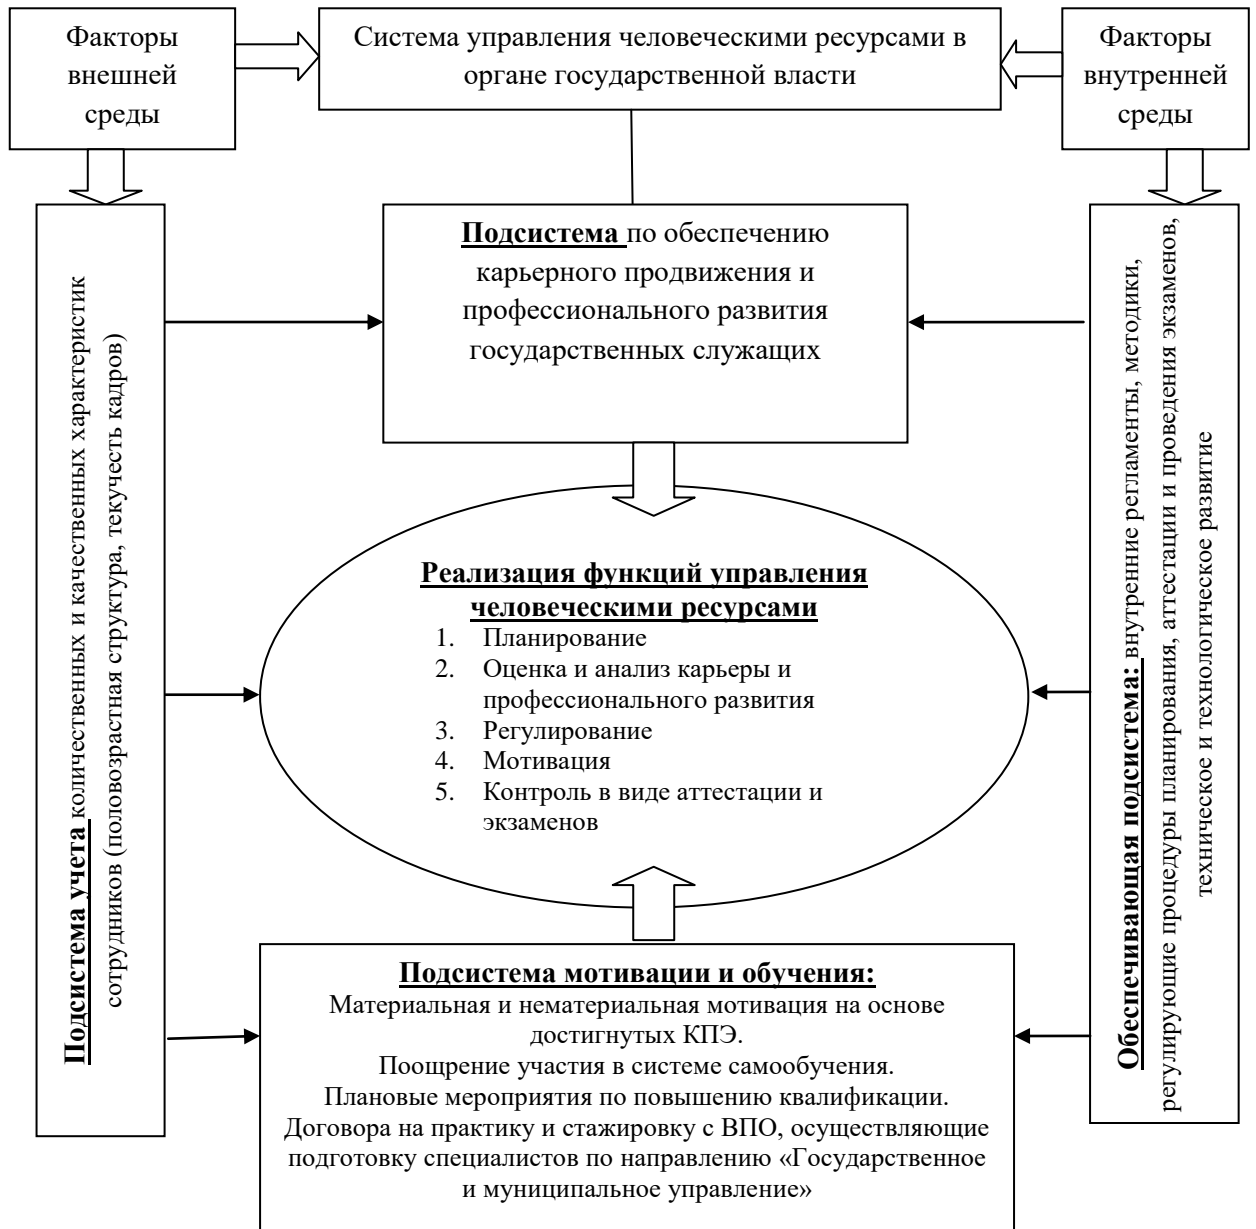 Факторы
внешней
среды
Система управления человеческими ресурсами в
органе государственной власти
Факторы
внутренней
среды
Подсистема учета количественных и качественных характеристик
сотрудников (половозрастная структура, текучесть кадров)
Подсистема по обеспечению
карьерного продвижения и
профессионального развития
государственных служащих
Обеспечивающая подсистема: внутренние регламенты, методики,
регулирующие процедуры планирования, аттестации и проведения экзаменов,
техническое и технологическое развитие
Реализация функций управления
человеческими ресурсами
1. Планирование
2. Оценка и анализ карьеры и
профессионального развития
3. Регулирование
4. Мотивация
5. Контроль в виде аттестации и
экзаменов
Подсистема мотивации и обучения:
Материальная и нематериальная мотивация на основе
достигнутых КПЭ.
Поощрение участия в системе самообучения.
Плановые мероприятия по повышению квалификации.
Договора на практику и стажировку с ВПО, осуществляющие
подготовку специалистов по направлению «Государственное
и муниципальное управление»